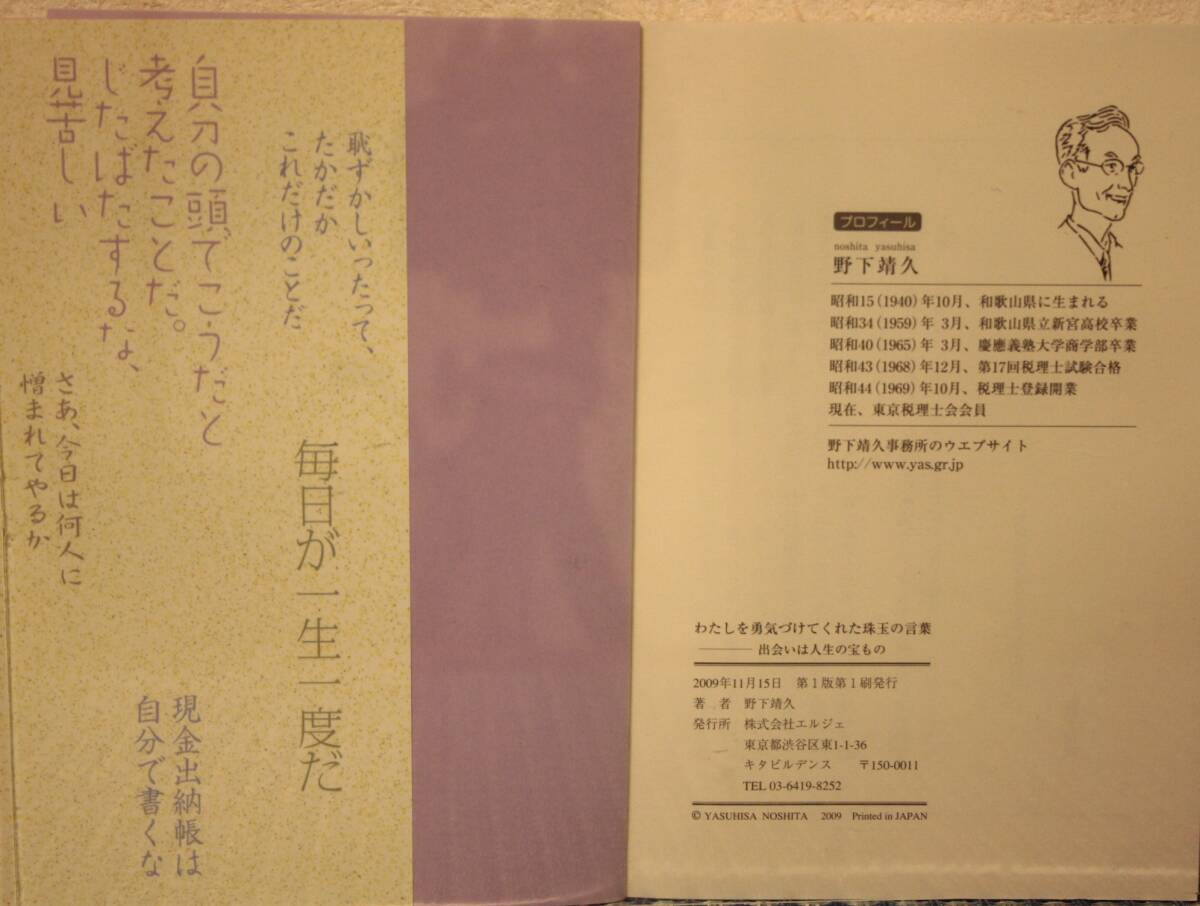 恥ずかしいったって、
たかだか
これだけのことだ
自分の頭でこうだと
考えたことだ。
じたばたするな、
見苦しい
毎日が一生一度だ
さあ、今日は何人に
憎まれてやるか
現金出納帳は
自分で書くな
プロフィール
noshita yasuhisa
野下靖久
昭和15(1940)年10月、和歌山県に生まれる
昭和34(1959)年 3月、和歌山県立新宮高校卒業
昭和40(1965)年 3月、慶應義塾大学商学部卒業
昭和43(1968)年12月、第17回税理士試験合格
昭和44(1969)年10月、税理士登録開業
現在、東京税理士会会員
野下靖久事務所のウエブサイト
http://www.yas.gr.jp
わたしを勇気づけてくれた珠玉の言葉
――― 出会いは人生の宝もの
2009年11月15日 第1版第1刷発行
著 者 野下靖久
発行所 株式会社エルジェ
東京都渋谷区東1-1-36
キタビルデンス 〒150-0011
TEL 03-6419-8252
© YASUHISA NOSHITA 2009 Printed in JAPAN